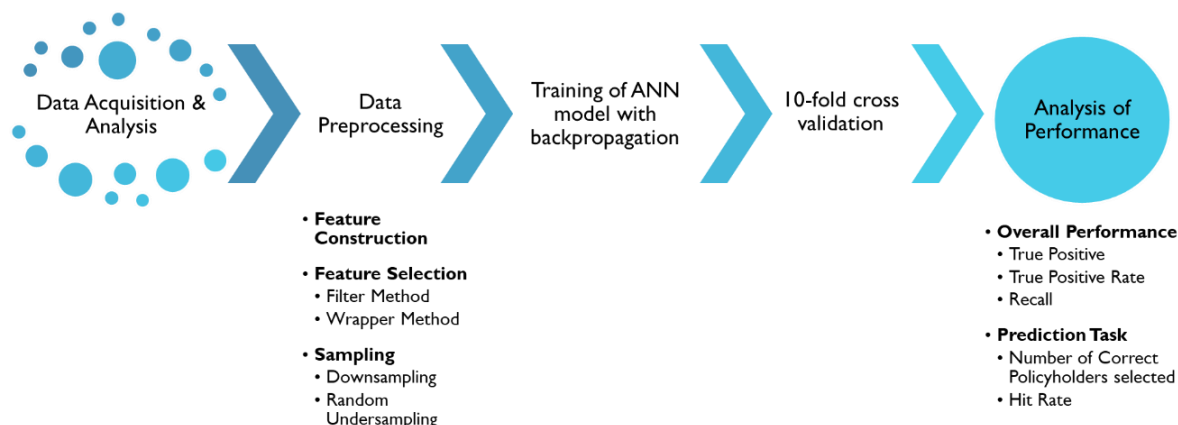 Data Acquisition &
Analysis
Data
Preprocessing
Training of ANN
model with
backpropagation
10-fold cross
validation
Analysis of
Performance
• Feature
Construction
• Feature Selection
• Filter Method
• Wrapper Method
• Sampling
• Downsampling
• Random
Undersampling
• Overall Performance
• True Positive
• True Positive Rate
• Recall
• Prediction Task
• Number of Correct
Policyholders selected
• Hit Rate